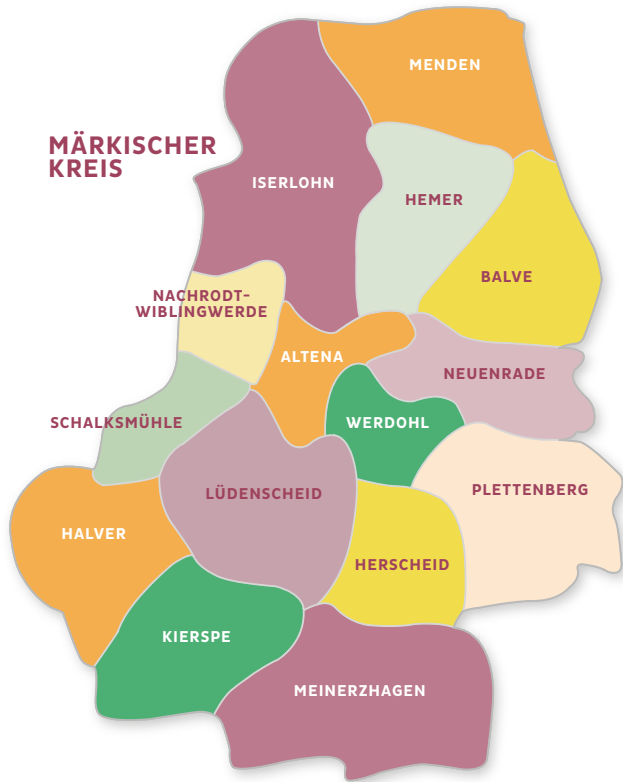 MENDEN
MÄRKISCHER
KREIS
ISERLOHN
HEMER
BALVE
NACHRODT-
WIBLINGWERDE
ALTENA
NEUENRADE
SCHALKSMÜHLE
WERDOHL
LÜDENSCHEID
PLETTENBERG
HALVER
HERSCHEID
KIERSPE
MEINERZHAGEN